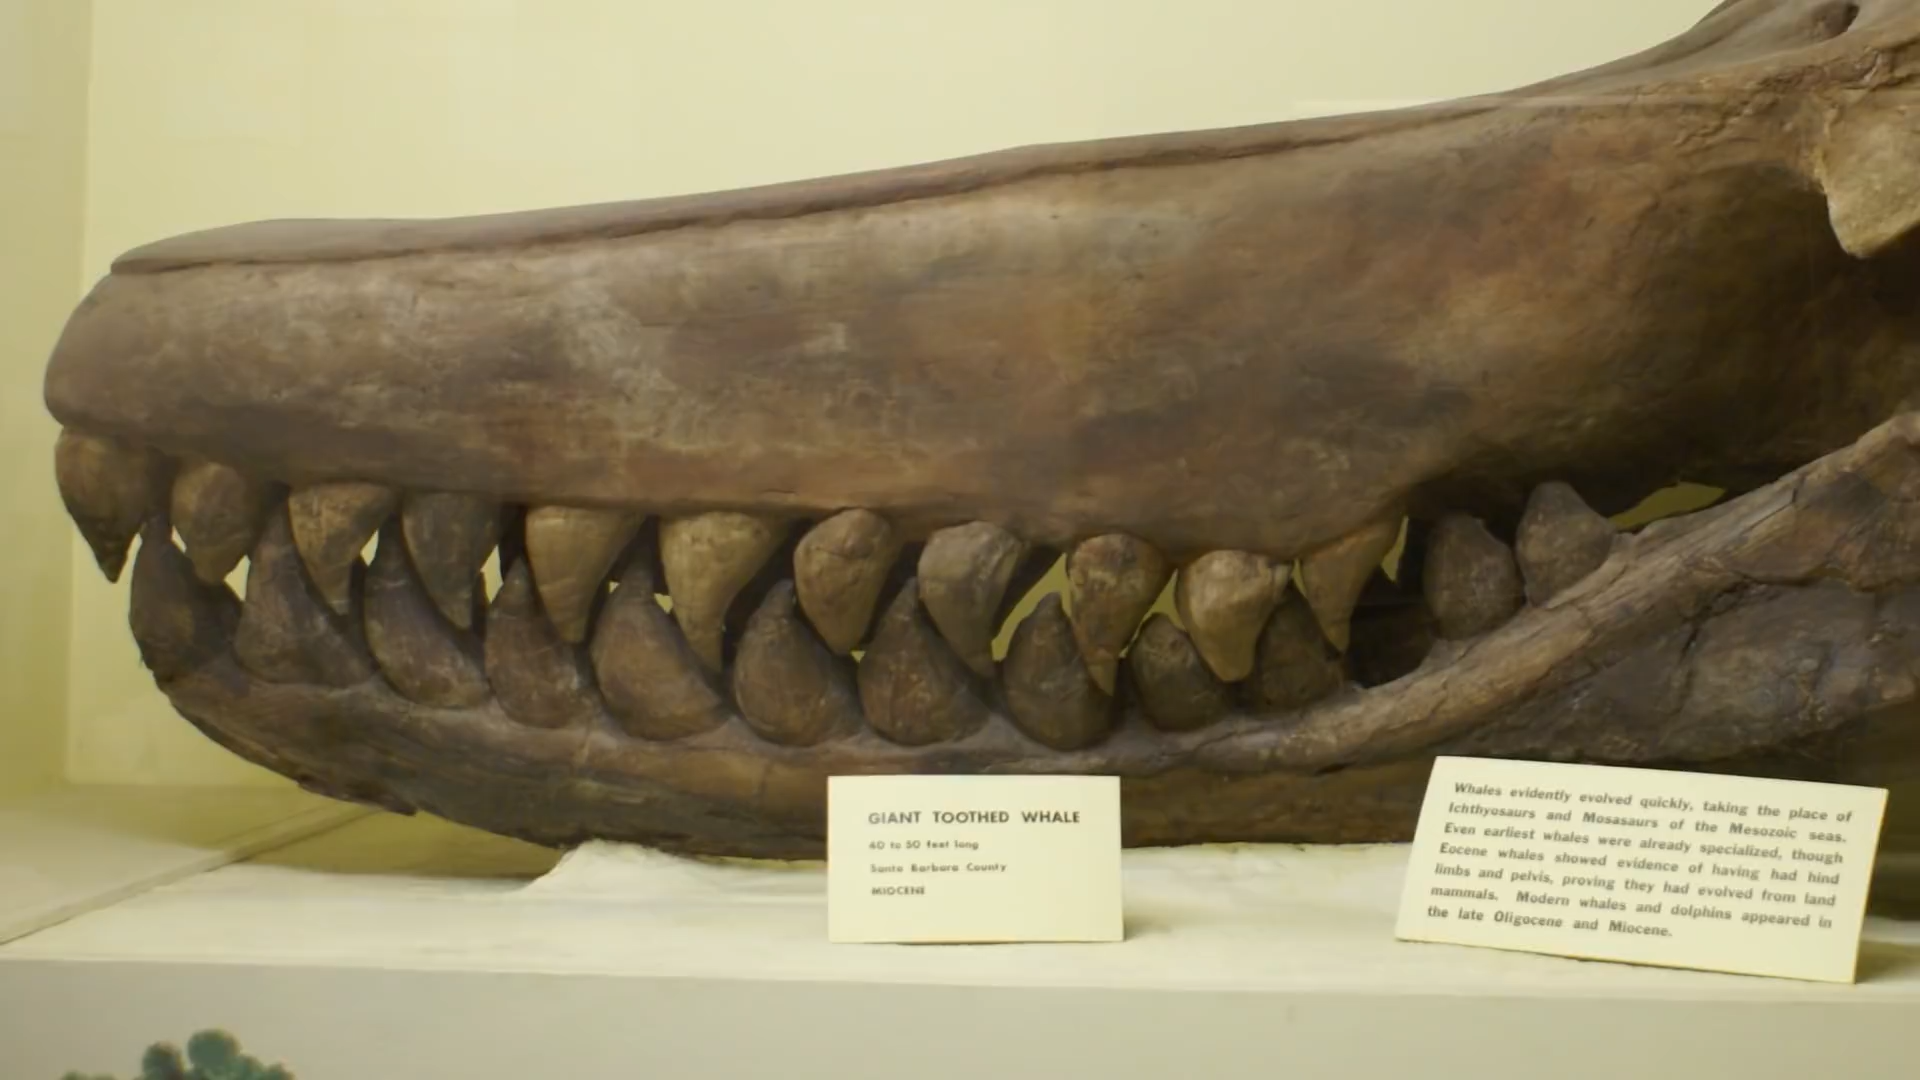 GIANT TOOTHED WHALE
40 to 50 feet long
Santa Barbara County
MIOCENE
Whales evidently evolved quickly, taking the place of
Ichthyosaurs and Mosasaurs of the Mesozoic seas.
Even earliest whales were already specialized, though
Eocene whales showed evidence of having had hind
limbs and pelvis, proving they had evolved from land
mammals. Modern whales and dolphins appeared in
the late Oligocene and Miocene.